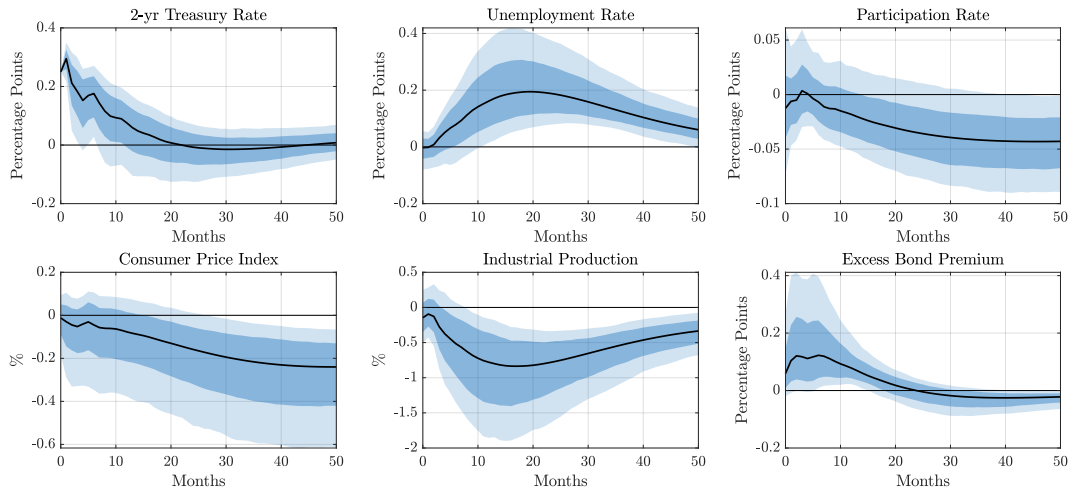 2-yr Treasury Rate
Percentage Points
0.4
0.2
0
-0.2
0 10 20 30 40 50
Months
Unemployment Rate
Percentage Points
0.4
0.2
0
-0.2
0 10 20 30 40 50
Months
Participation Rate
Percentage Points
0.05
0
-0.05
-0.1
0 10 20 30 40 50
Months
Consumer Price Index
%
0.2
0
-0.2
-0.4
-0.6
0 10 20 30 40 50
Months
Industrial Production
%
0.5
0
-0.5
-1
-1.5
-2
0 10 20 30 40 50
Months
Excess Bond Premium
Percentage Points
0.4
0.2
0
-0.2
0 10 20 30 40 50
Months